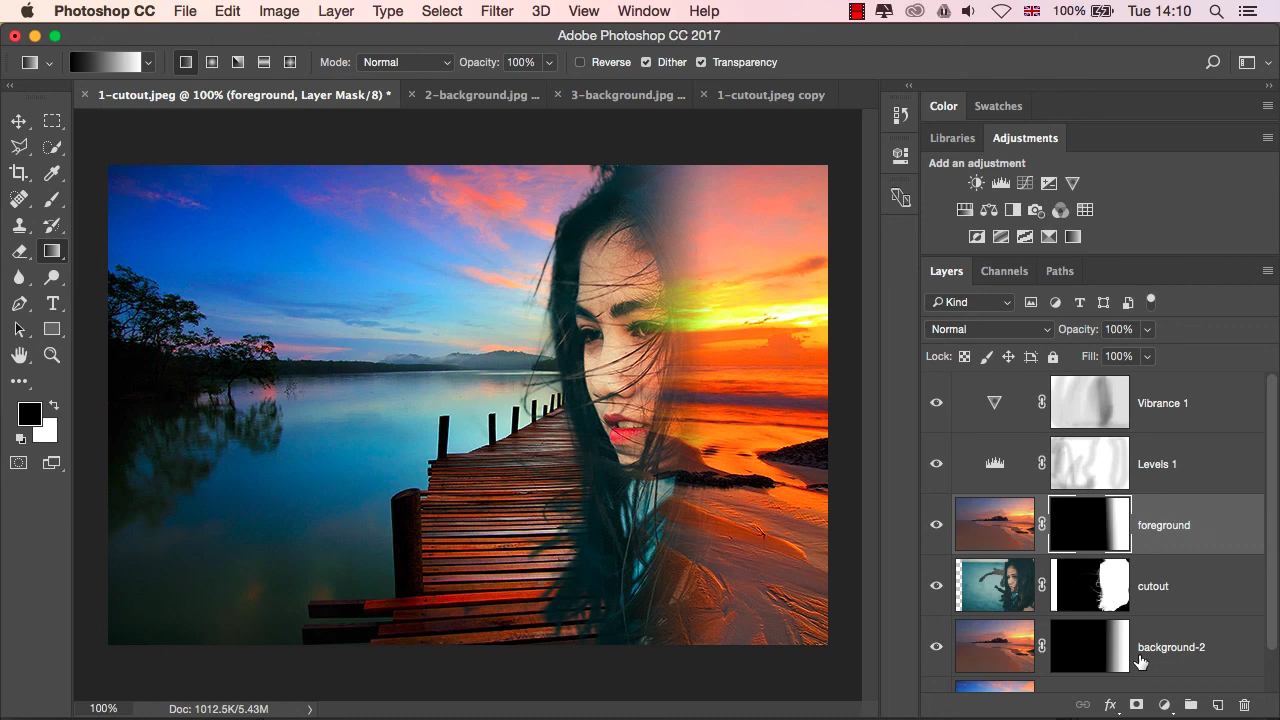 Photoshop CC File Edit Image Layer Type Select Filter 3D View Window Help 100% Tue 14:10
Adobe Photoshop CC 2017
Mode: Normal Opacity: 100% Reverse Dither Transparency
1-cutout.jpeg @ 100% (foreground, Layer Mask/8) * 2-background.jpg ... 3-background.jpg ... 1-cutout.jpeg copy
Color Swatches
Libraries Adjustments
Add an adjustment
Layers Channels Paths
Kind
Normal Opacity: 100%
Lock: Fill: 100%
Vibrance 1
Levels 1
foreground
cutout
background-2
100% Doc: 1012.5K/5.43M